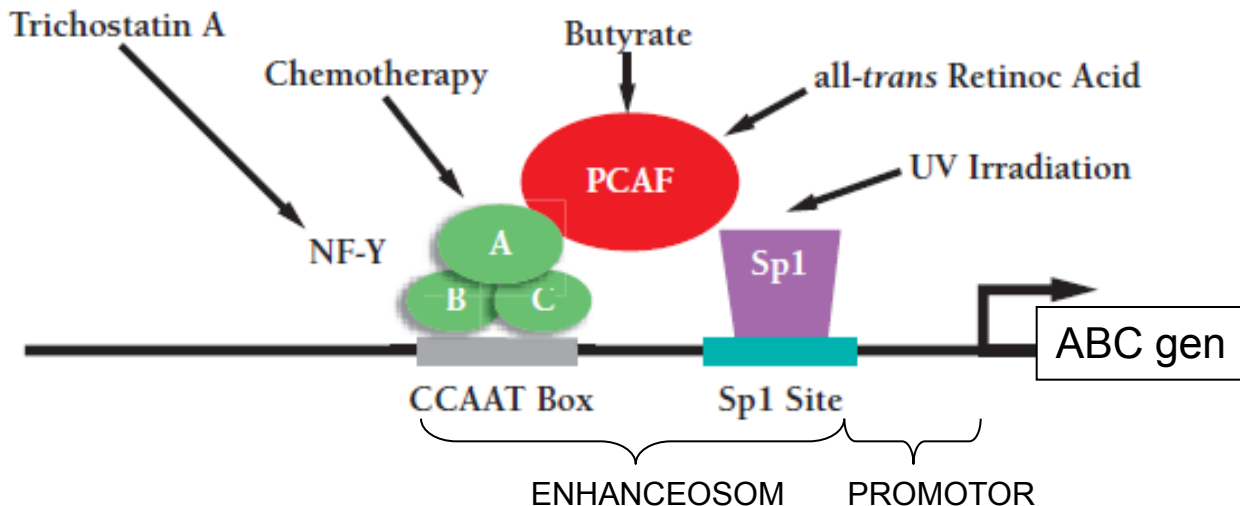 Trichostatin A
Butyrate
Chemotherapy
all-trans Retinoc Acid
PCAF
UV Irradiation
NF-Y
A
B
C
Sp1
ABC gen
CCAAT Box
Sp1 Site
ENHANCEOSOM
PROMOTOR